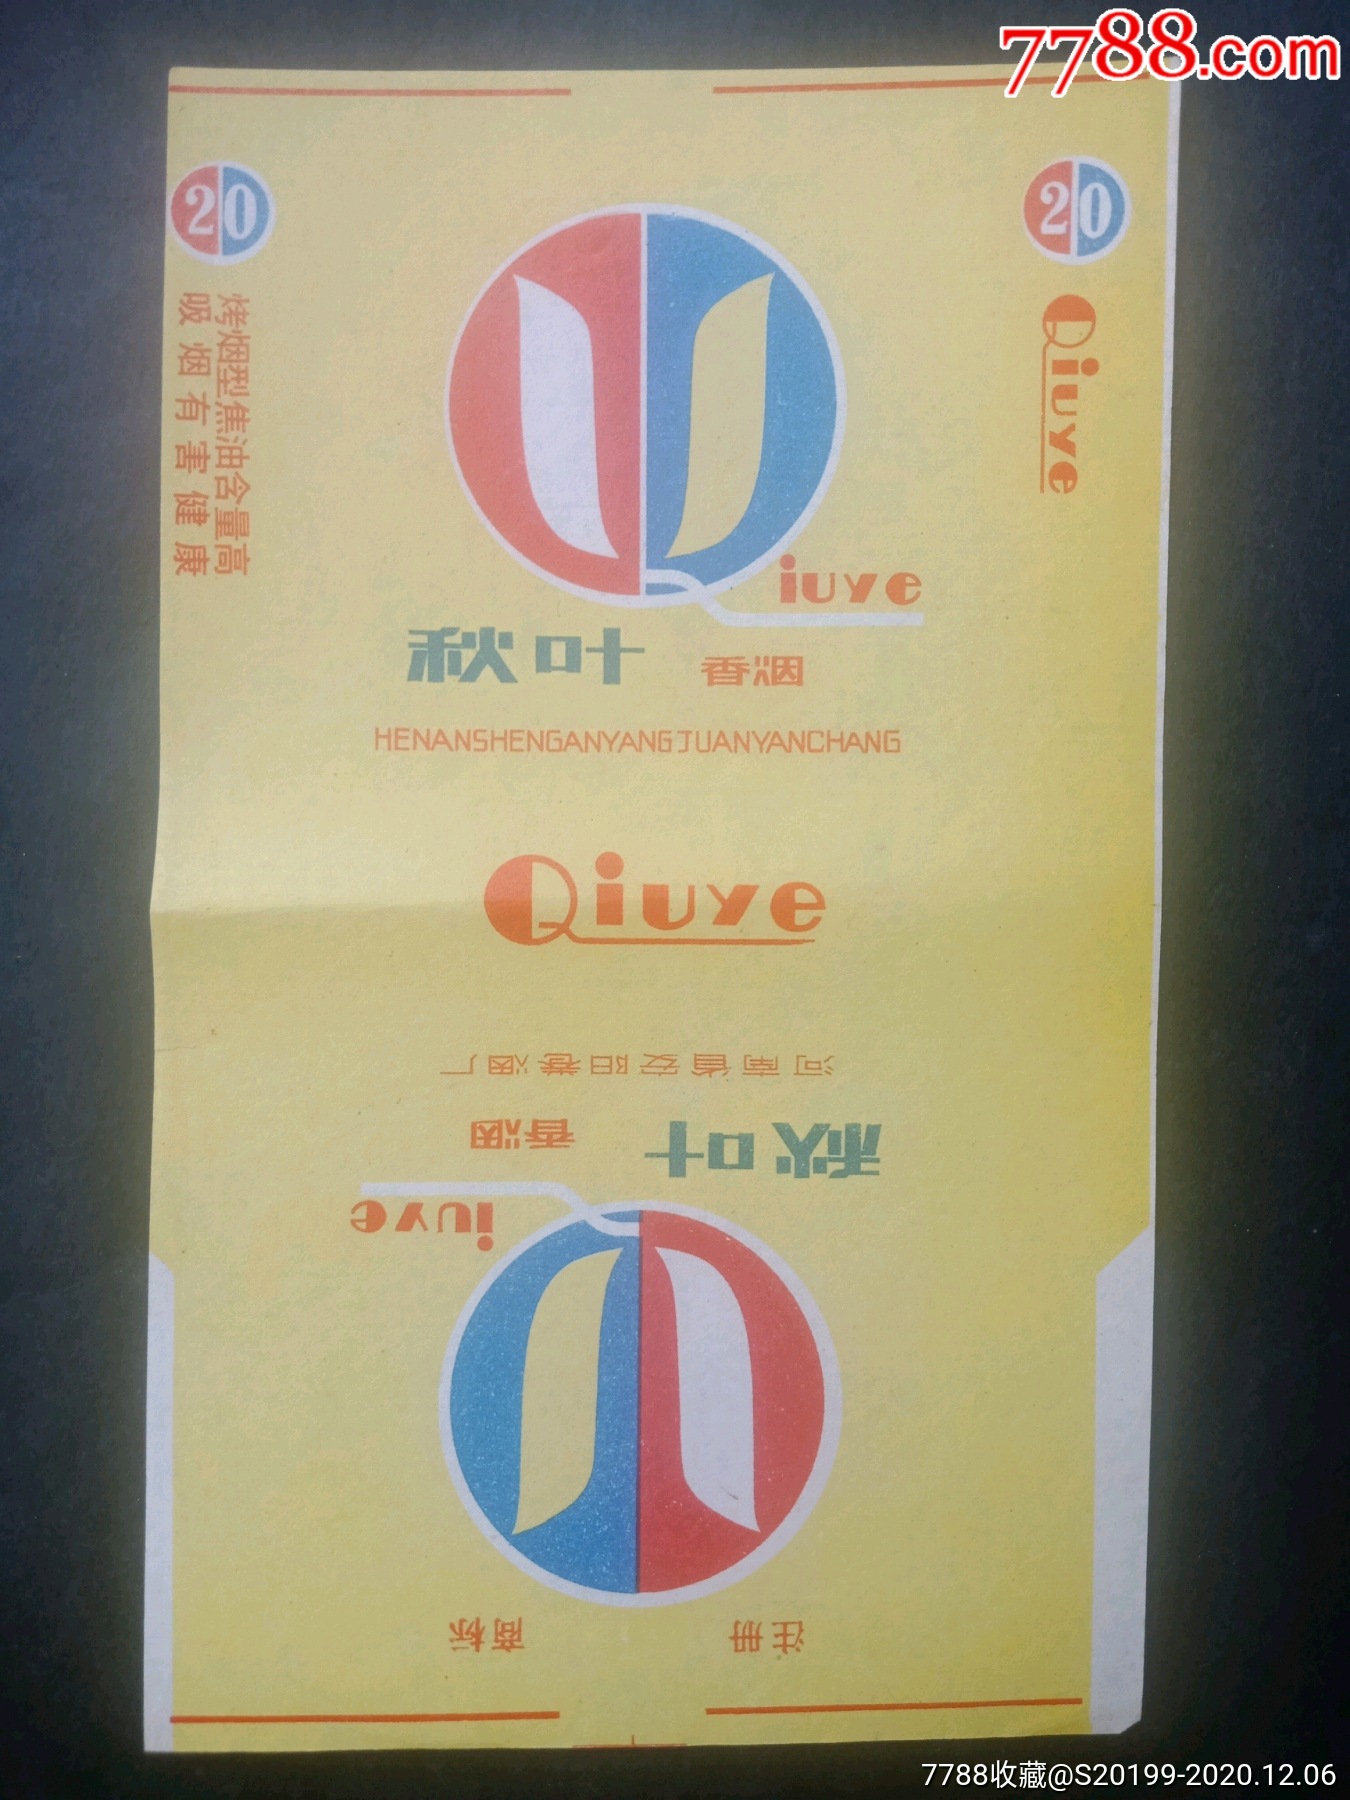 7788.com
20
20
烤烟型焦油含量高
吸烟有害健康
Qiuye
Qiuye
秋叶 香烟
HENANSHENGANYANGJUANYANCHANG
Qiuye
河南省安阳卷烟厂
秋叶 香烟
Qiuye
注册 商标
7788收藏@S20199-2020.12.06